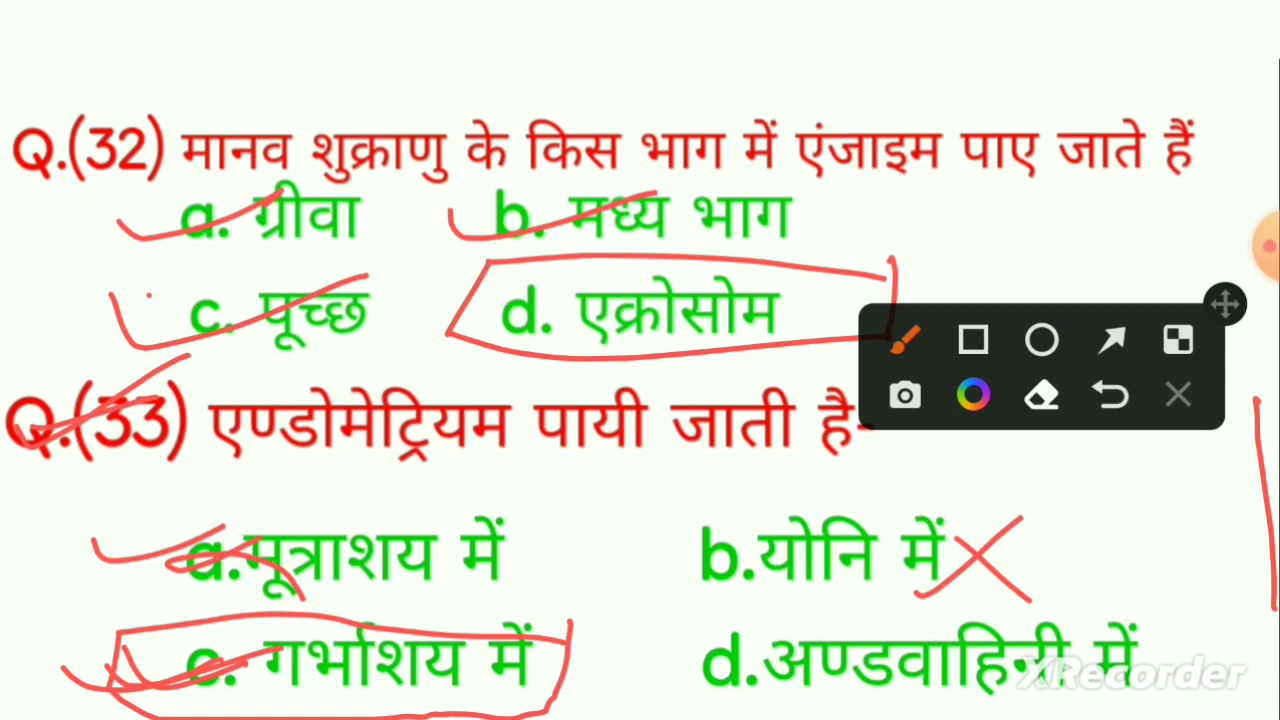 Q.(32) मानव शुक्राणु के किस भाग में एंजाइम पाए जाते हैं
a. ग्रीवा b. मध्य भाग
c. पूच्छ d. एक्रोसोम
Q.(33) एण्डोमेट्रियम पायी जाती है-
a.मूत्राशय में b.योनि में
c. गर्भाशय में d.अण्डवाहिनी में
XRecorder